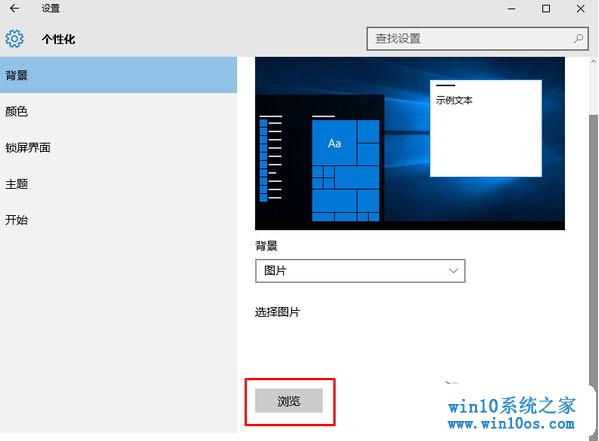 设置
个性化
查找设置
背景
颜色
锁屏界面
主题
开始
示例文本
Aa
背景
图片
选择图片
浏览
win10系统之家
www.win10os.com